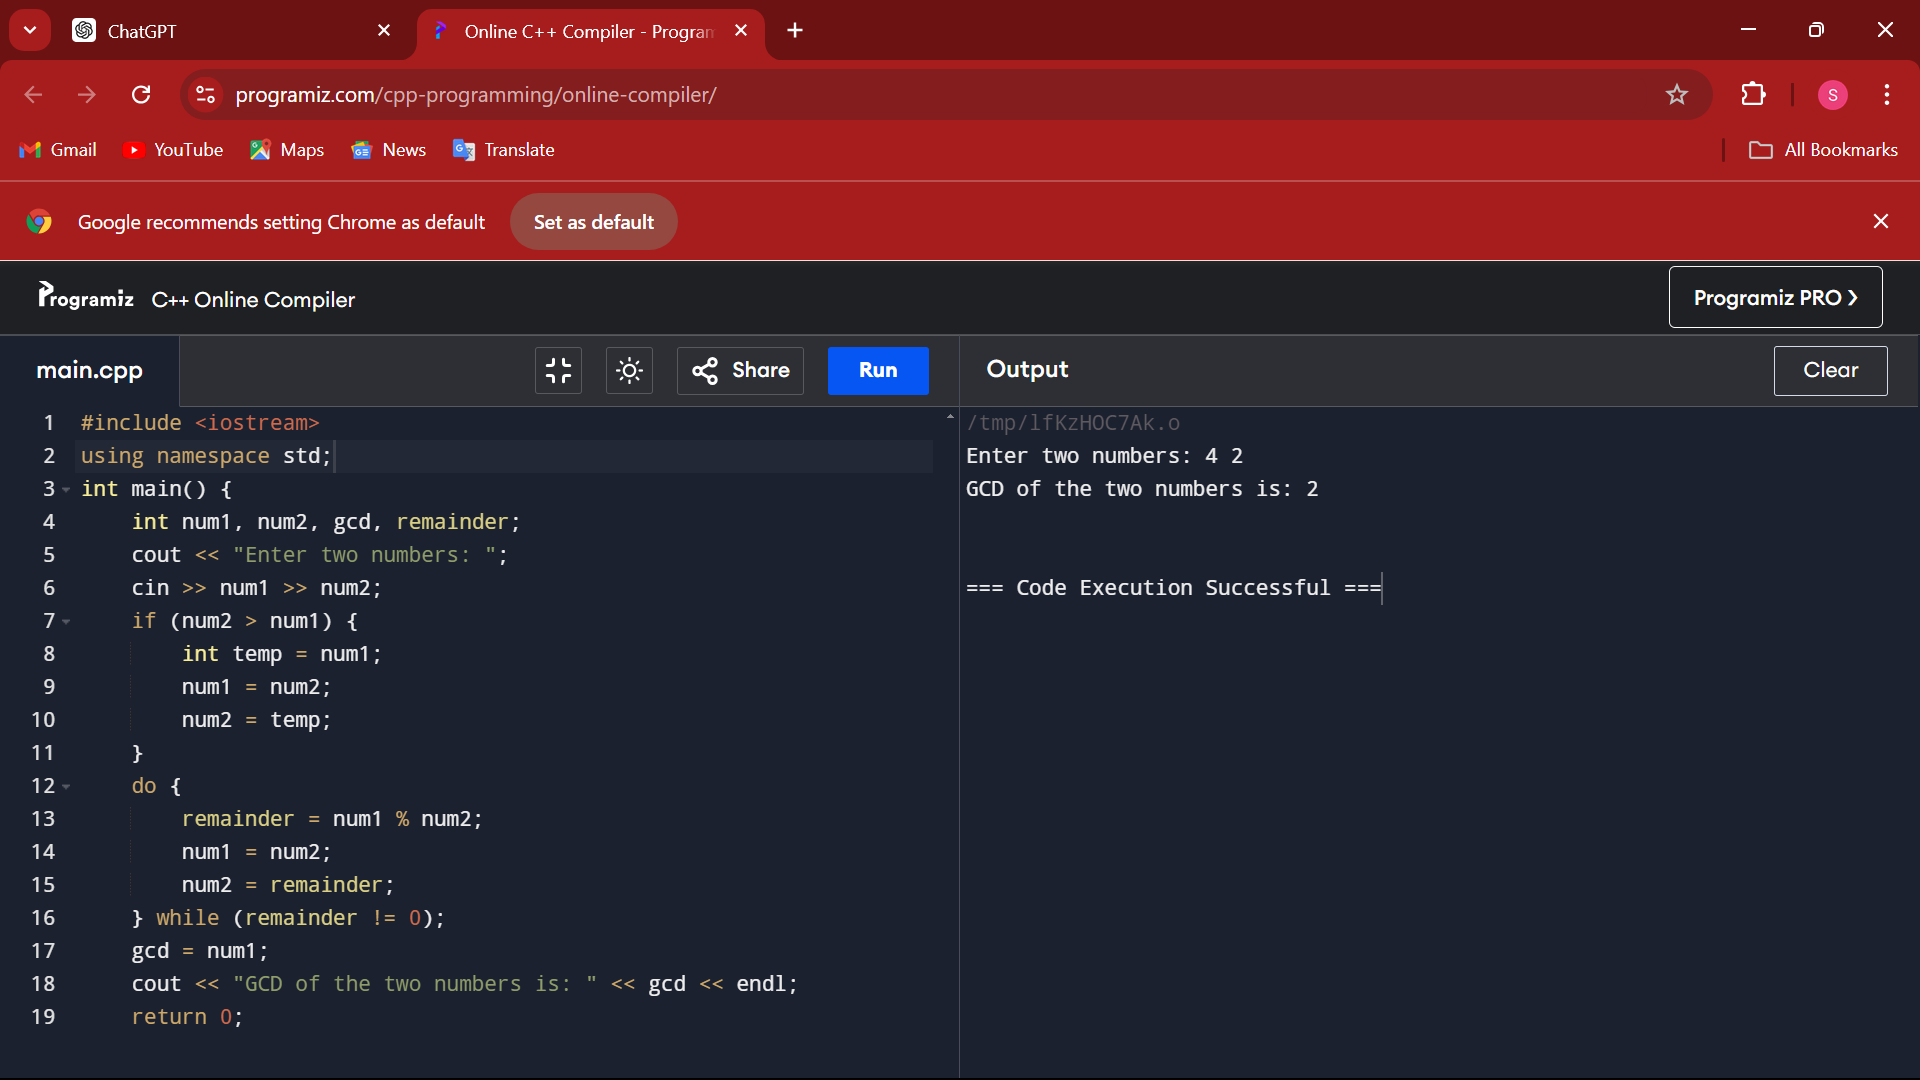 ChatGPT
Online C++ Compiler - Program
programiz.com/cpp-programming/online-compiler/
S
Gmail YouTube Maps News Translate All Bookmarks
Google recommends setting Chrome as default Set as default
Programiz C++ Online Compiler Programiz PRO ❯
main.cpp Share Run Output Clear
1 #include <iostream>
2 using namespace std;
3 int main() {
4 int num1, num2, gcd, remainder;
5 cout << "Enter two numbers: ";
6 cin >> num1 >> num2;
7 if (num2 > num1) {
8 int temp = num1;
9 num1 = num2;
10 num2 = temp;
11 }
12 do {
13 remainder = num1 % num2;
14 num1 = num2;
15 num2 = remainder;
16 } while (remainder != 0);
17 gcd = num1;
18 cout << "GCD of the two numbers is: " << gcd << endl;
19 return 0;
/tmp/lfKzHOC7Ak.o
Enter two numbers: 4 2
GCD of the two numbers is: 2
=== Code Execution Successful ===